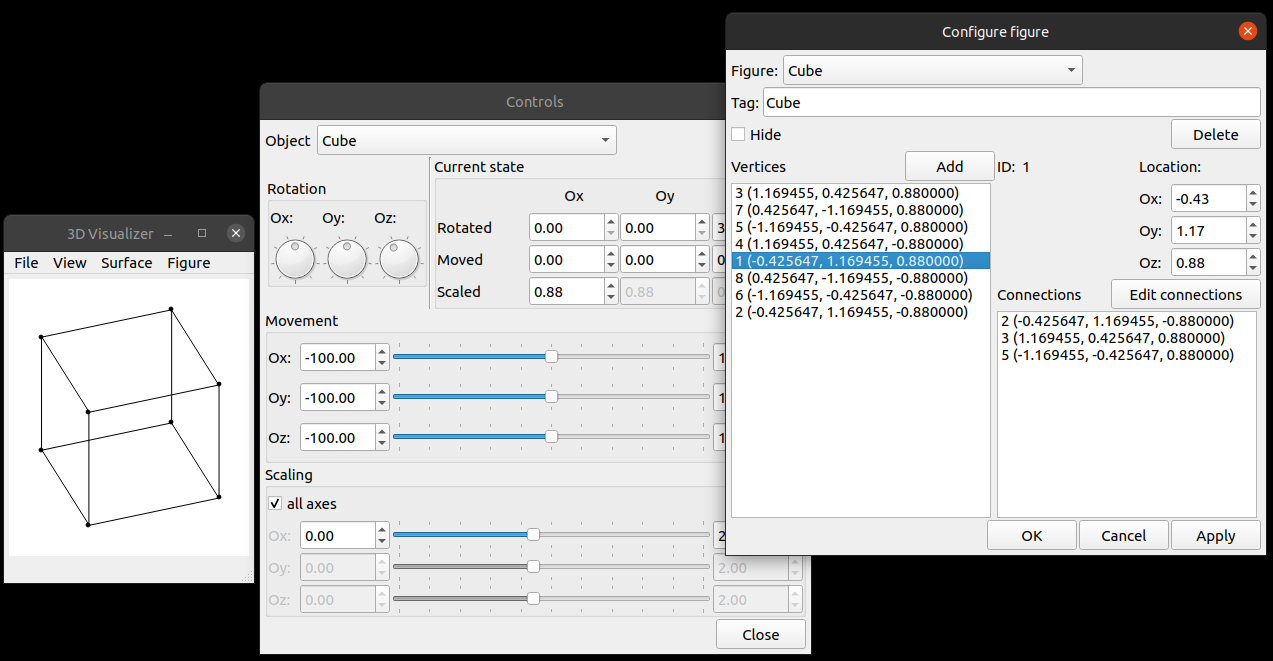 3D Visualizer
File View Surface Figure
Controls
Object Cube
Rotation
Ox: Oy: Oz:
Current state
Ox Oy
Rotated 0.00 0.00 3
Moved 0.00 0.00 0
Scaled 0.88 0.88 0
Movement
Ox: -100.00 1
Oy: -100.00 1
Oz: -100.00 1
Scaling
all axes
Ox: 0.00 2
Oy: 0.00 2.00
Oz: 0.00 2.00
Close
Configure figure
Figure: Cube
Tag: Cube
Hide
Delete
Vertices Add
3 (1.169455, 0.425647, 0.880000)
7 (0.425647, -1.169455, 0.880000)
5 (-1.169455, -0.425647, 0.880000)
4 (1.169455, 0.425647, -0.880000)
1 (-0.425647, 1.169455, 0.880000)
8 (0.425647, -1.169455, -0.880000)
6 (-1.169455, -0.425647, -0.880000)
2 (-0.425647, 1.169455, -0.880000)
ID: 1 Location:
Ox: -0.43
Oy: 1.17
Oz: 0.88
Connections Edit connections
2 (-0.425647, 1.169455, -0.880000)
3 (1.169455, 0.425647, 0.880000)
5 (-1.169455, -0.425647, 0.880000)
OK Cancel Apply